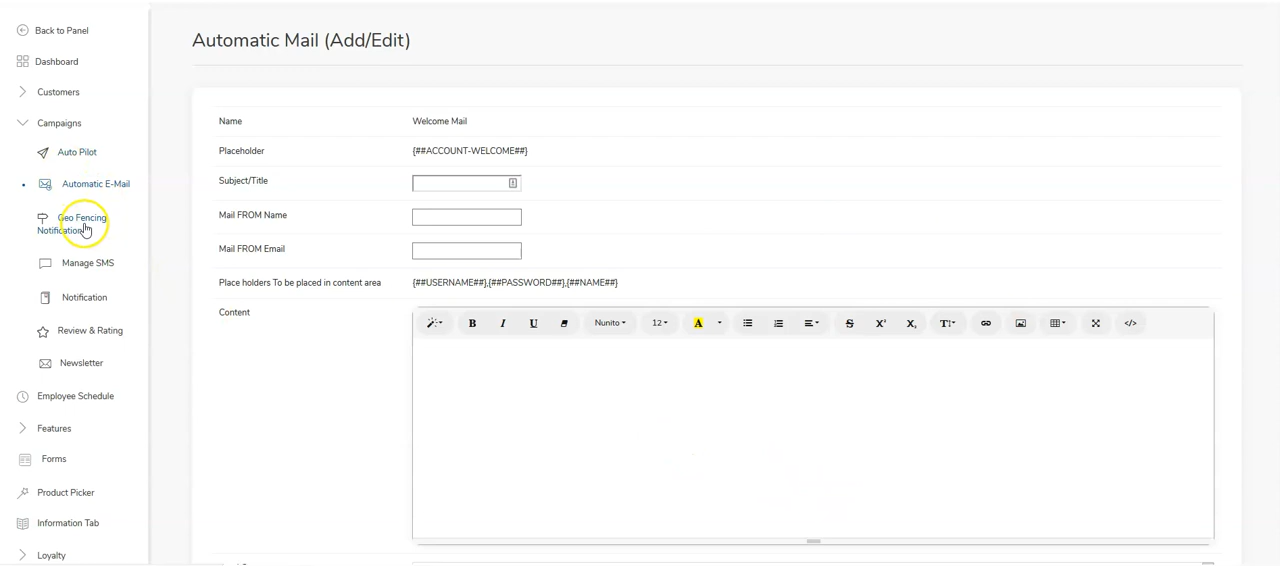 Back to Panel
Dashboard
Customers
Campaigns
Auto Pilot
Automatic E-Mail
Geo Fencing
Notification
Manage SMS
Notification
Review & Rating
Newsletter
Employee Schedule
Features
Forms
Product Picker
Information Tab
Loyalty
Automatic Mail (Add/Edit)
Name Welcome Mail
Placeholder {##ACCOUNT-WELCOME##}
Subject/Title
Mail FROM Name
Mail FROM Email
Place holders To be placed in content area {##USERNAME##},{##PASSWORD##},{##NAME##}
Content
B I U Nunito 12 A S X² X₂ T </>